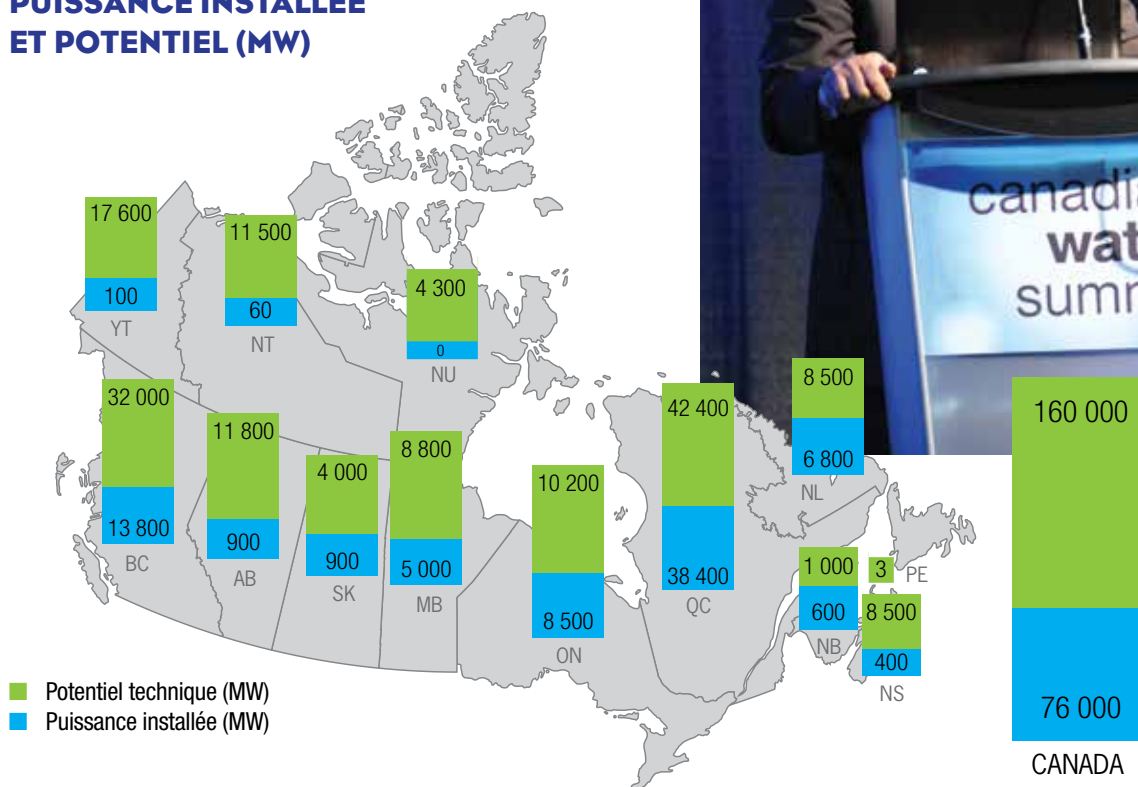 PUISSANCE INSTALLÉE
ET POTENTIEL (MW)
17 600
100
YT
11 500
60
NT
4 300
0
NU
32 000
13 800
BC
11 800
900
AB
4 000
900
SK
8 800
5 000
MB
10 200
8 500
ON
42 400
38 400
QC
8 500
6 800
NL
1 000
600
NB
3
PE
8 500
400
NS
160 000
76 000
CANADA
Potentiel technique (MW)
Puissance installée (MW)